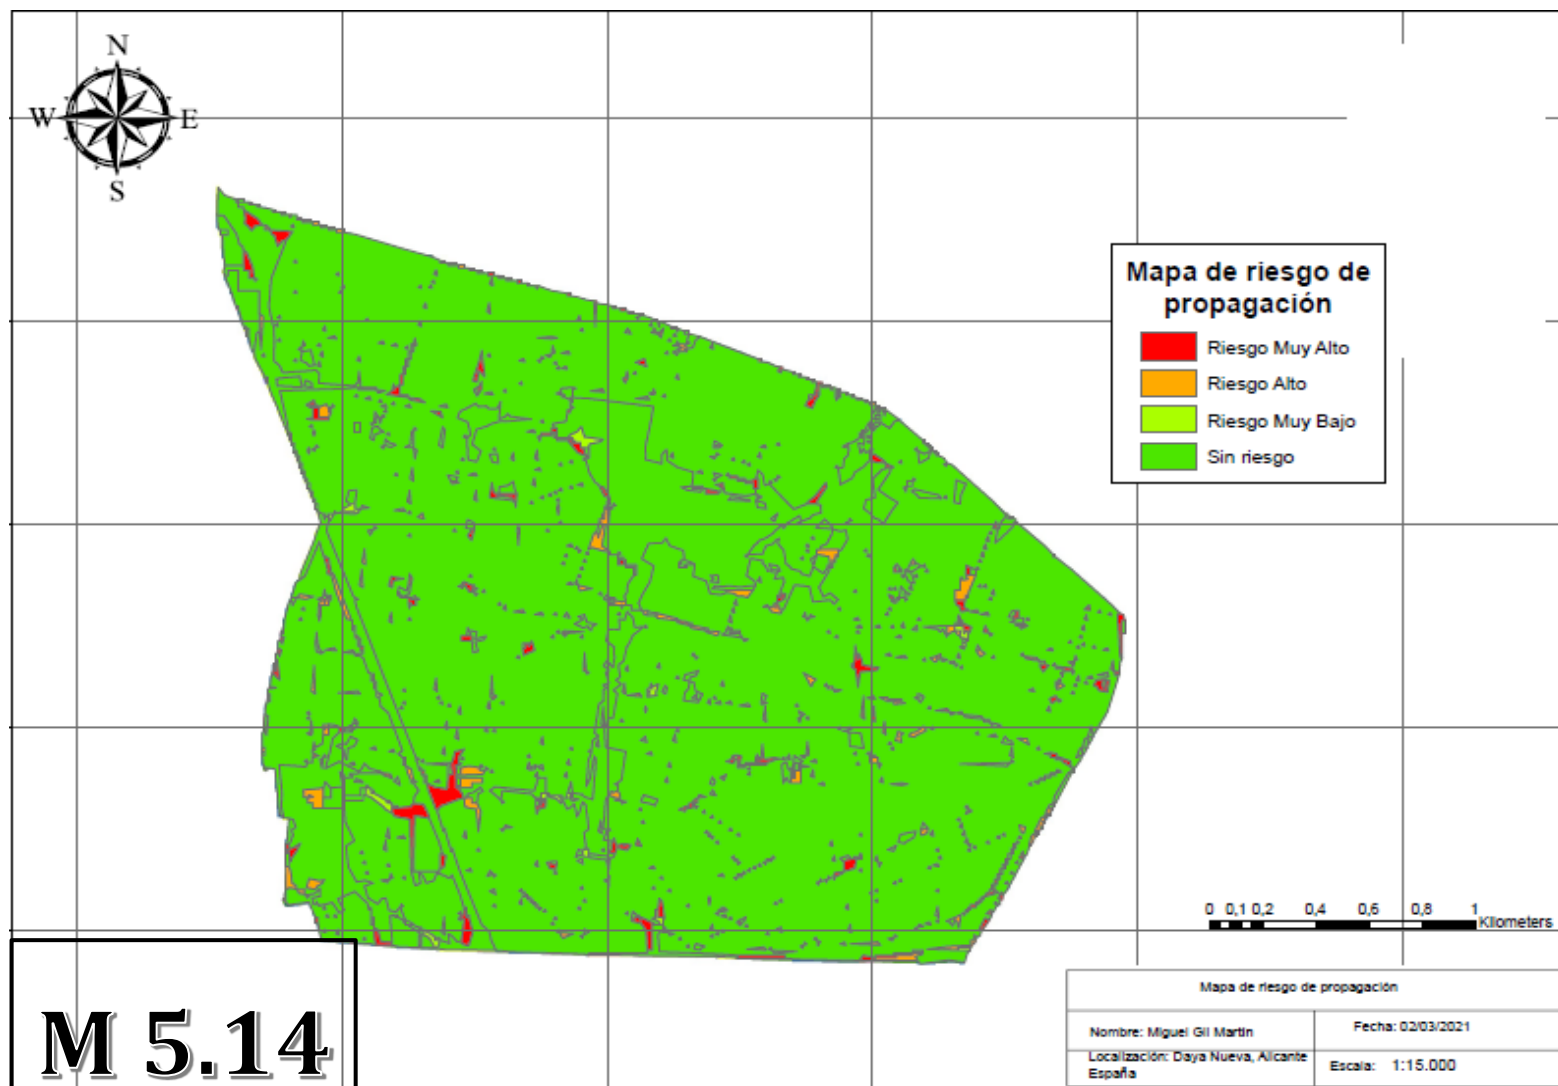 N
W E
S
Mapa de riesgo de
propagación
Riesgo Muy Alto
Riesgo Alto
Riesgo Muy Bajo
Sin riesgo
0 0,1 0,2 0,4 0,6 0,8 1
Kilometers
Mapa de riesgo de propagación
Nombre: Miguel Gil Martin
Fecha: 02/03/2021
Localización: Daya Nueva, Alicante
España
Escala: 1:15.000
M 5.14